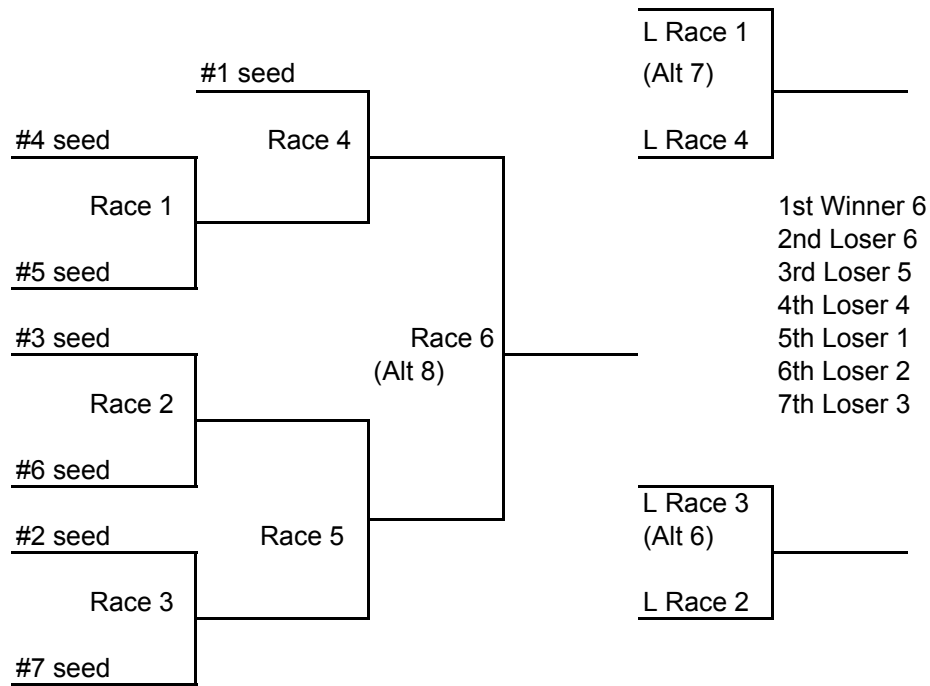 #1 seed
#4 seed
Race 4
Race 1
#5 seed
#3 seed
Race 6
(Alt 8)
Race 2
#6 seed
#2 seed
Race 5
Race 3
#7 seed
L Race 1
(Alt 7)
L Race 4
1st Winner 6
2nd Loser 6
3rd Loser 5
4th Loser 4
5th Loser 1
6th Loser 2
7th Loser 3
L Race 3
(Alt 6)
L Race 2